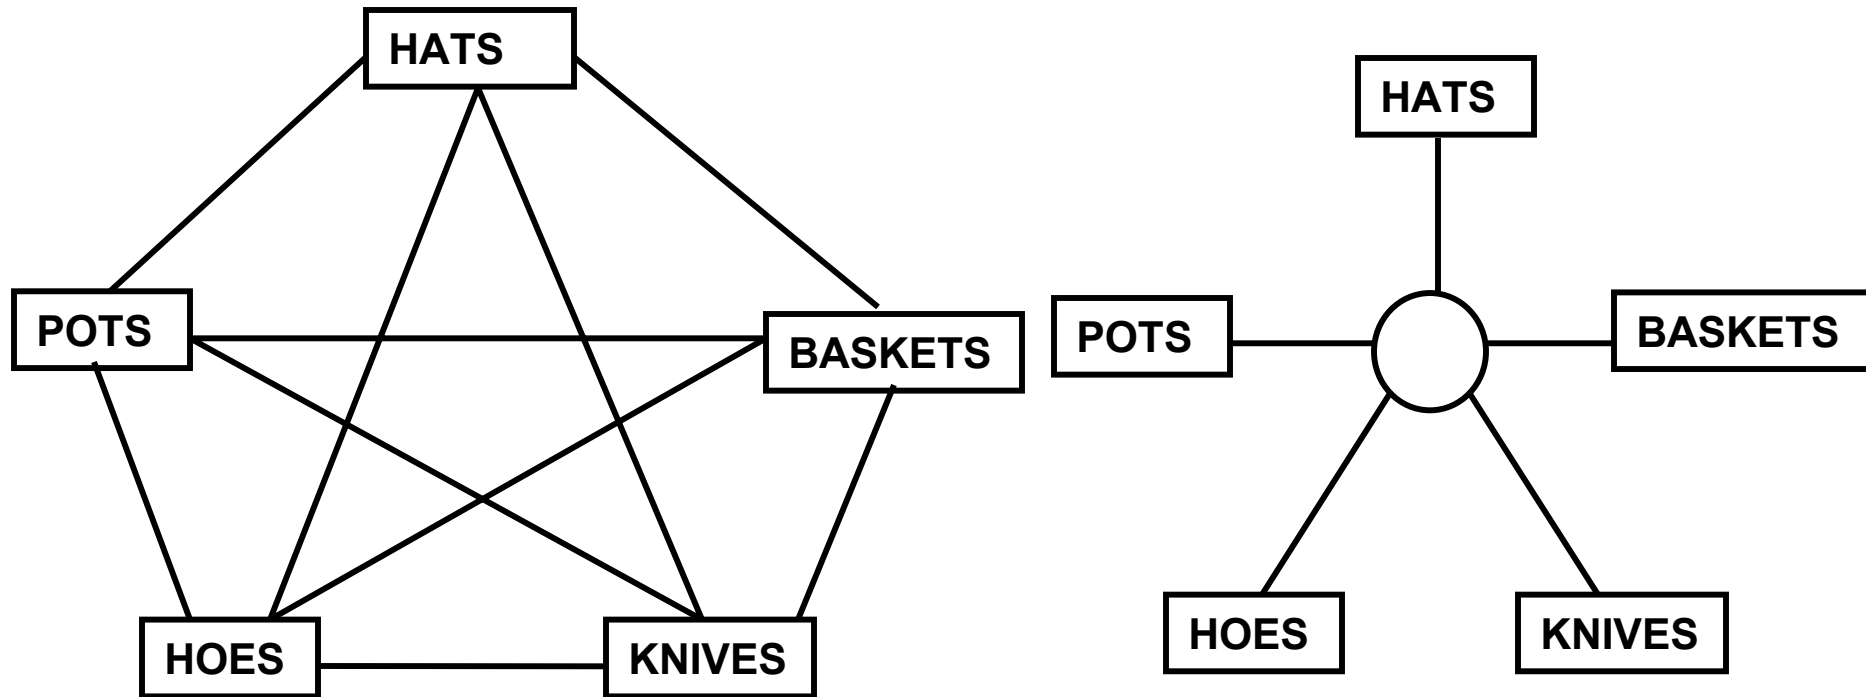 HATS
POTS
BASKETS
HOES
KNIVES
HATS
POTS
BASKETS
HOES
KNIVES